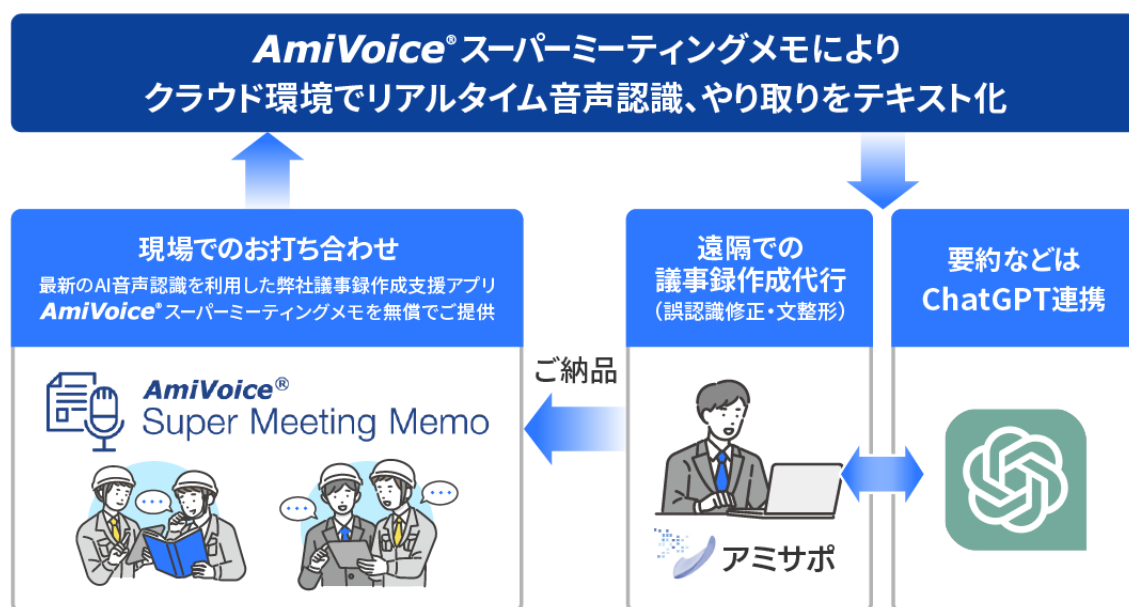 AmiVoice®スーパーミーティングメモにより
クラウド環境でリアルタイム音声認識、やり取りをテキスト化
現場でのお打ち合わせ
最新のAI音声認識を利用した弊社議事録作成支援アプリ
AmiVoice®スーパーミーティングメモを無償でご提供
AmiVoice®
Super Meeting Memo
ご納品
遠隔での
議事録作成代行
(誤認識修正・文整形)
アミサポ
要約などは
ChatGPT連携